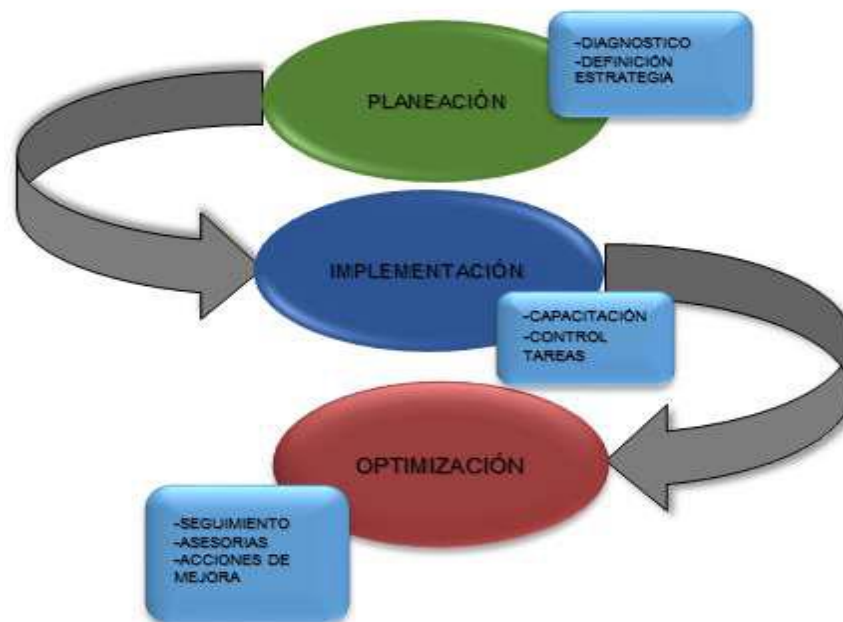 -DIAGNOSTICO
-DEFINICIÓN
ESTRATEGIA
PLANEACIÓN
IMPLEMENTACIÓN
-CAPACITACIÓN
-CONTROL
TAREAS
OPTIMIZACIÓN
-SEGUIMIENTO
-ASESORIAS
-ACCIONES DE
MEJORA